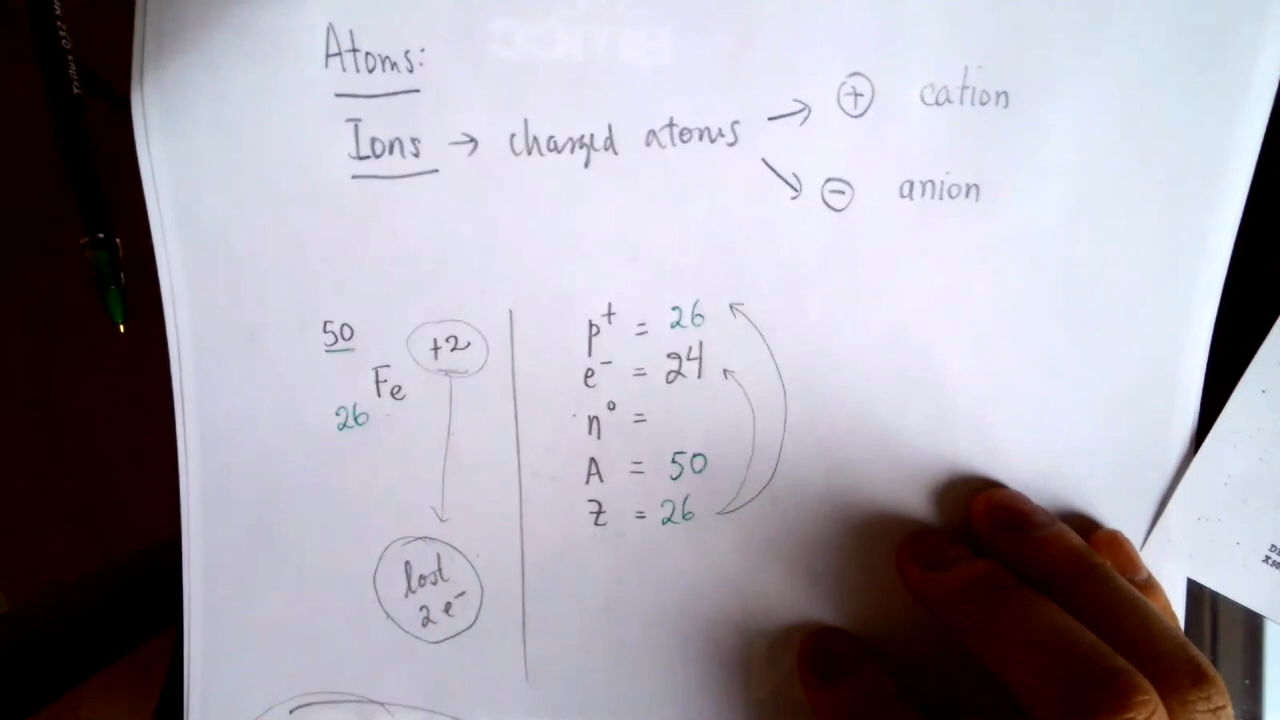 Atoms:
Ions → charged atoms → ⊕ cation
↘ ⊖ anion
50
26
Fe
+2
lost
2 e⁻
p⁺ = 26
e⁻ = 24
n° =
A = 50
Z = 26